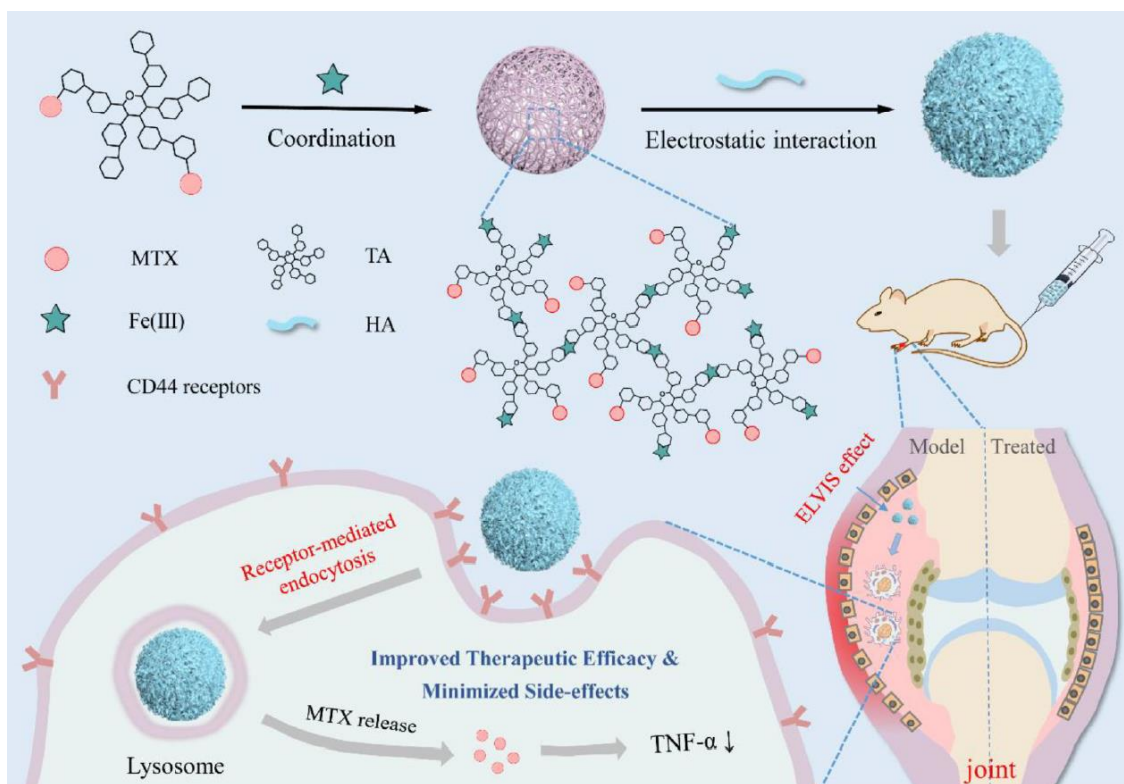 Coordination
Electrostatic interaction
MTX
TA
Fe(III)
HA
CD44 receptors
Model
Treated
ELVIS effect
Receptor-mediated
endocytosis
Improved Therapeutic Efficacy &
Minimized Side-effects
MTX release
TNF-α ↓
Lysosome
joint